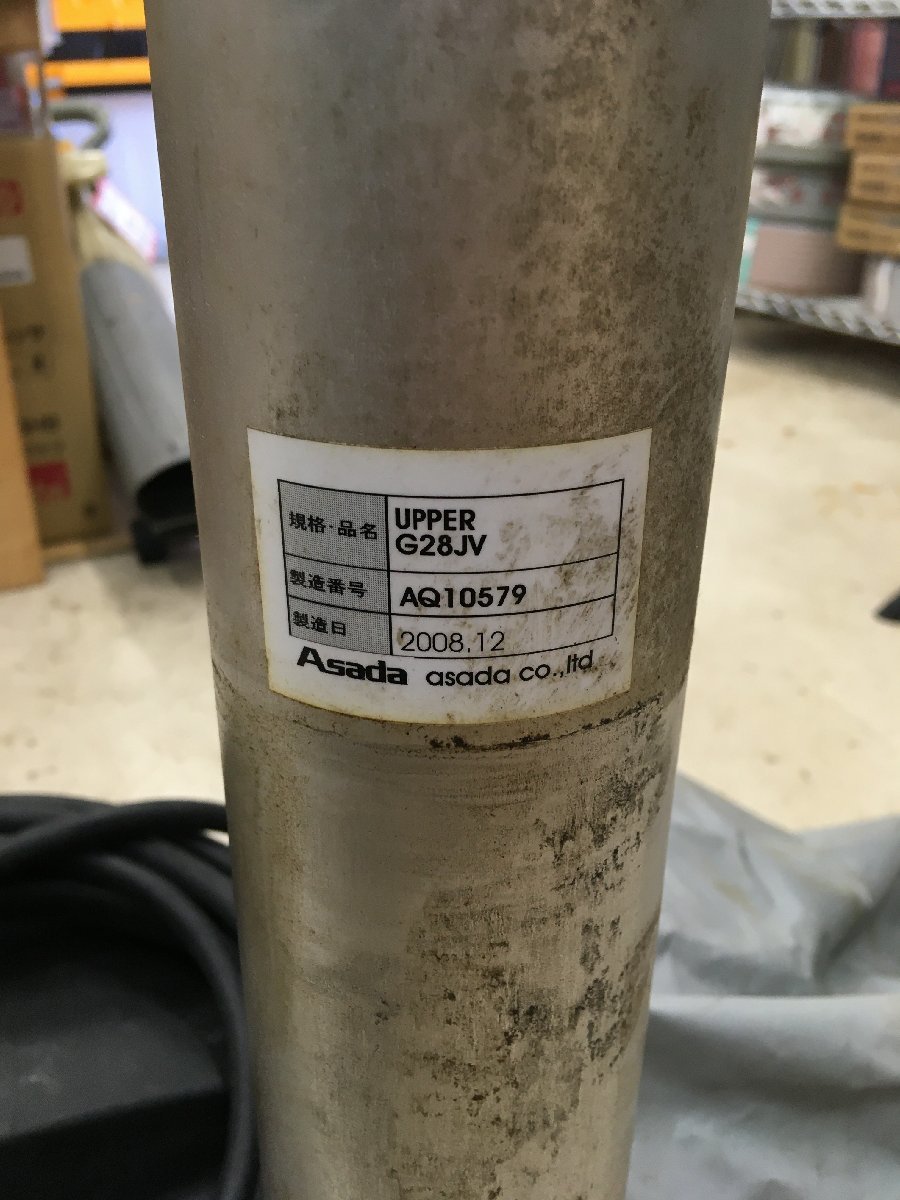 規格・品名 UPPER
G28JV
製造番号 AQ10579
製造日 2008.12
Asada asada co.,ltd